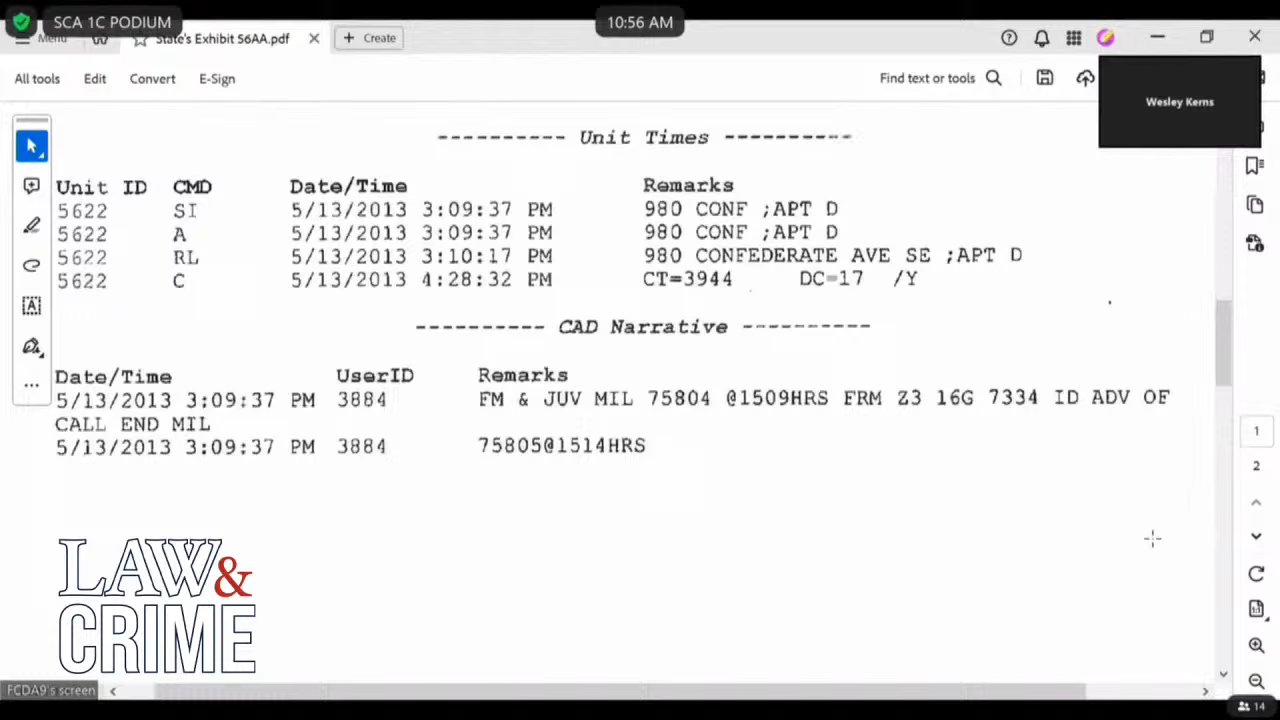 SCA 1C PODIUM
10:56 AM
Menu
State's Exhibit 56AA.pdf
Create
All tools Edit Convert E-Sign
Find text or tools
Wesley Kerns
---------- Unit Times ----------
Unit ID CMD Date/Time Remarks
5622 SI 5/13/2013 3:09:37 PM 980 CONF ;APT D
5622 A 5/13/2013 3:09:37 PM 980 CONF ;APT D
5622 RL 5/13/2013 3:10:17 PM 980 CONFEDERATE AVE SE ;APT D
5622 C 5/13/2013 4:28:32 PM CT=3944 DC=17 /Y
---------- CAD Narrative ----------
Date/Time UserID Remarks
5/13/2013 3:09:37 PM 3884 FM & JUV MIL 75804 @1509HRS FRM Z3 16G 7334 ID ADV OF
CALL END MIL
5/13/2013 3:09:37 PM 3884 75805@1514HRS
1
2
LAW&
CRIME
FCDA9's screen
14